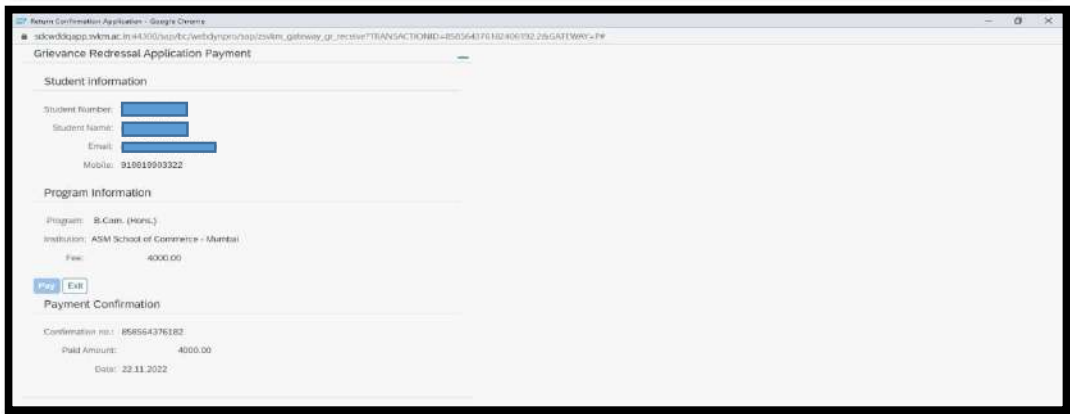 Return Confirmation Application - Google Chrome
Grievance Redressal Application Payment
Student Information
Student Number:
Student Name:
Email:
Mobile: 910819903322
Program Information
Program: B.Com. (Hons.)
Institution: ASM School of Commerce - Mumbai
Fee: 4000.00
Pay Exit
Payment Confirmation
Confirmation no.: 858564376182
Paid Amount: 4000.00
Date: 22.11.2022